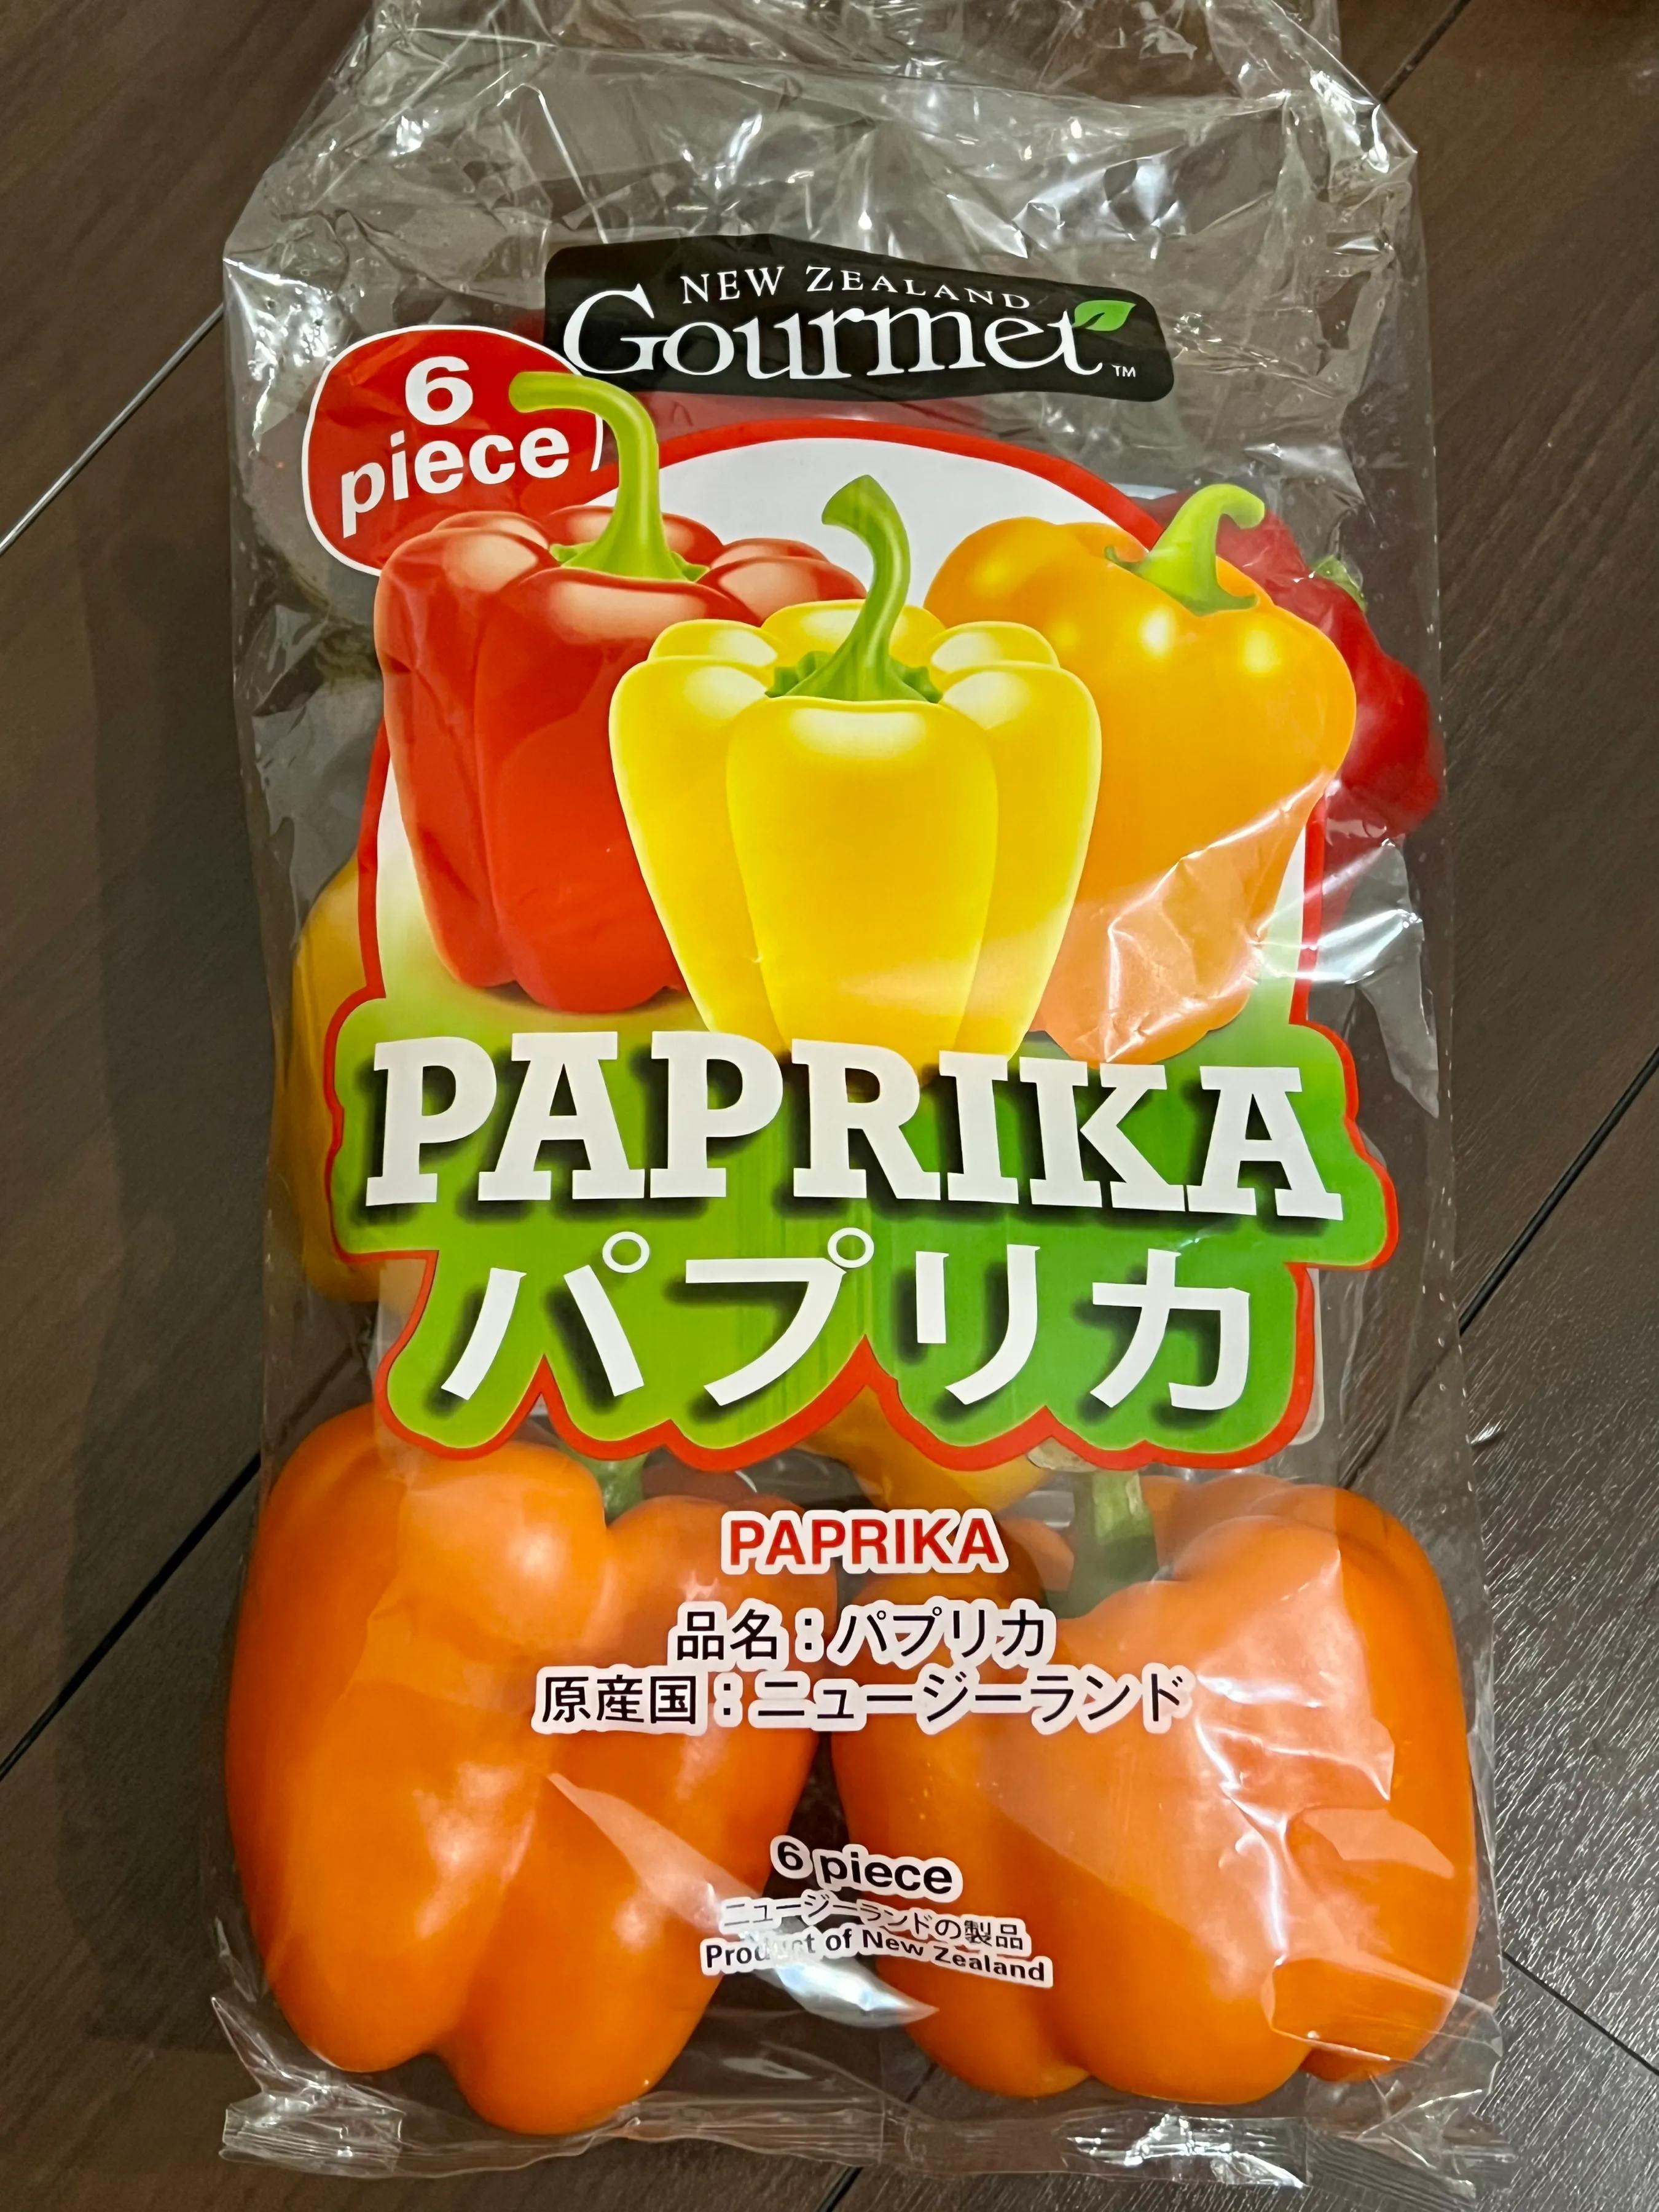 NEW ZEALAND
Gourmet™
6
piece
PAPRIKA
パプリカ
PAPRIKA
品名：パプリカ
原産国：ニュージーランド
6 piece
ニュージーランドの製品
Product of New Zealand